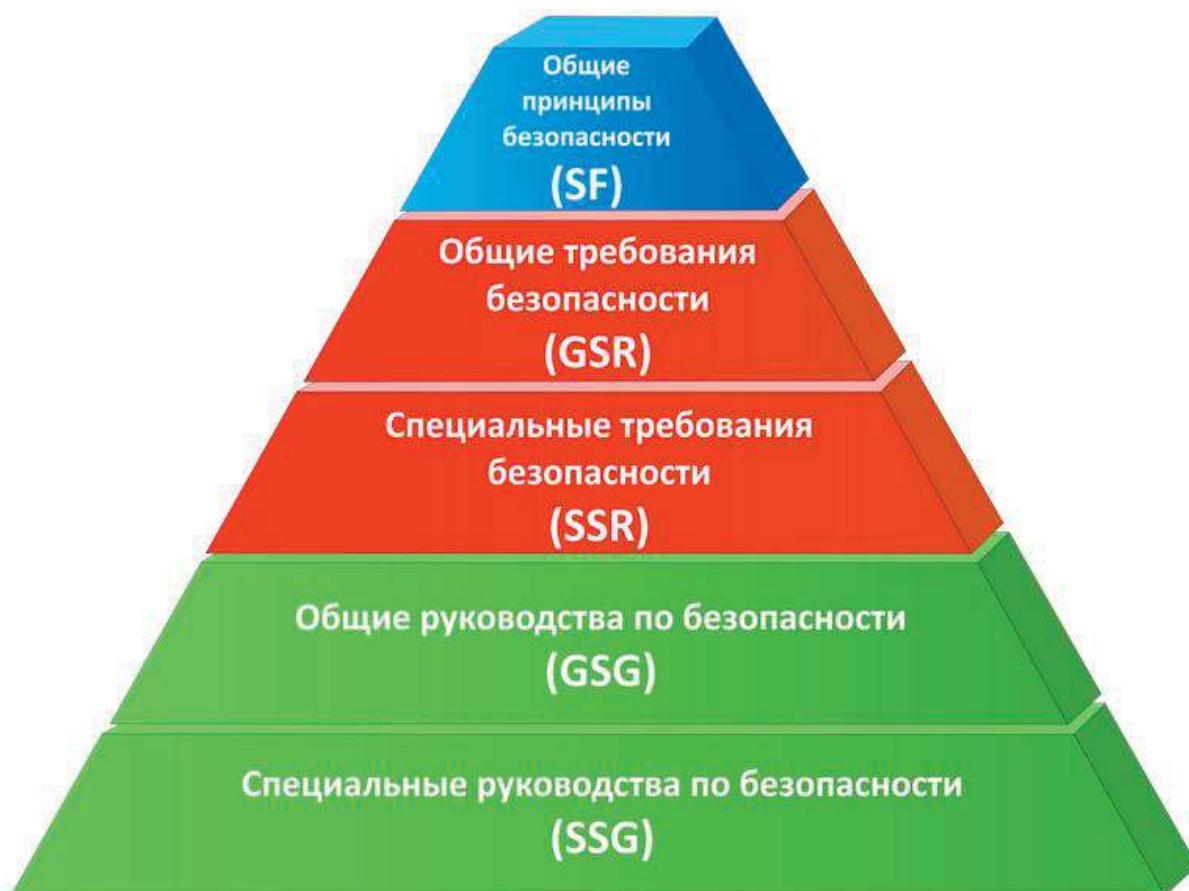 Общие
принципы
безопасности
(SF)
Общие требования
безопасности
(GSR)
Специальные требования
безопасности
(SSR)
Общие руководства по безопасности
(GSG)
Специальные руководства по безопасности
(SSG)